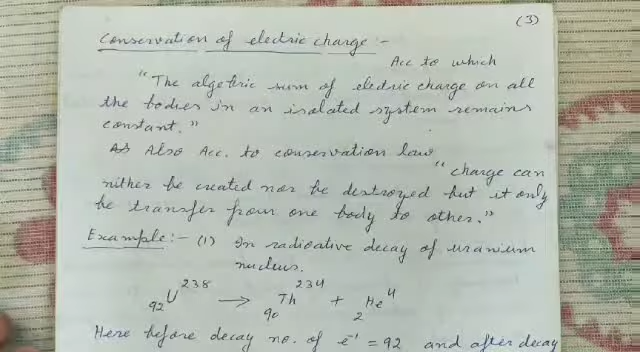 (3)
Conservation of electric charge :-
Acc to which
"The algebric sum of electric charge on all
the bodies in an isolated system remains
constant."
As Also Acc. to conservation law
"charge can
nither be created nor be destroyed but it only
be transfer from one body to other."
Example :- (1) In radioative decay of uranium
nucleus.
₉₂U²³⁸ → ₉₀Th²³⁴ + ₂He⁴
Here before decay no. of e⁻¹ = 92 and after decay